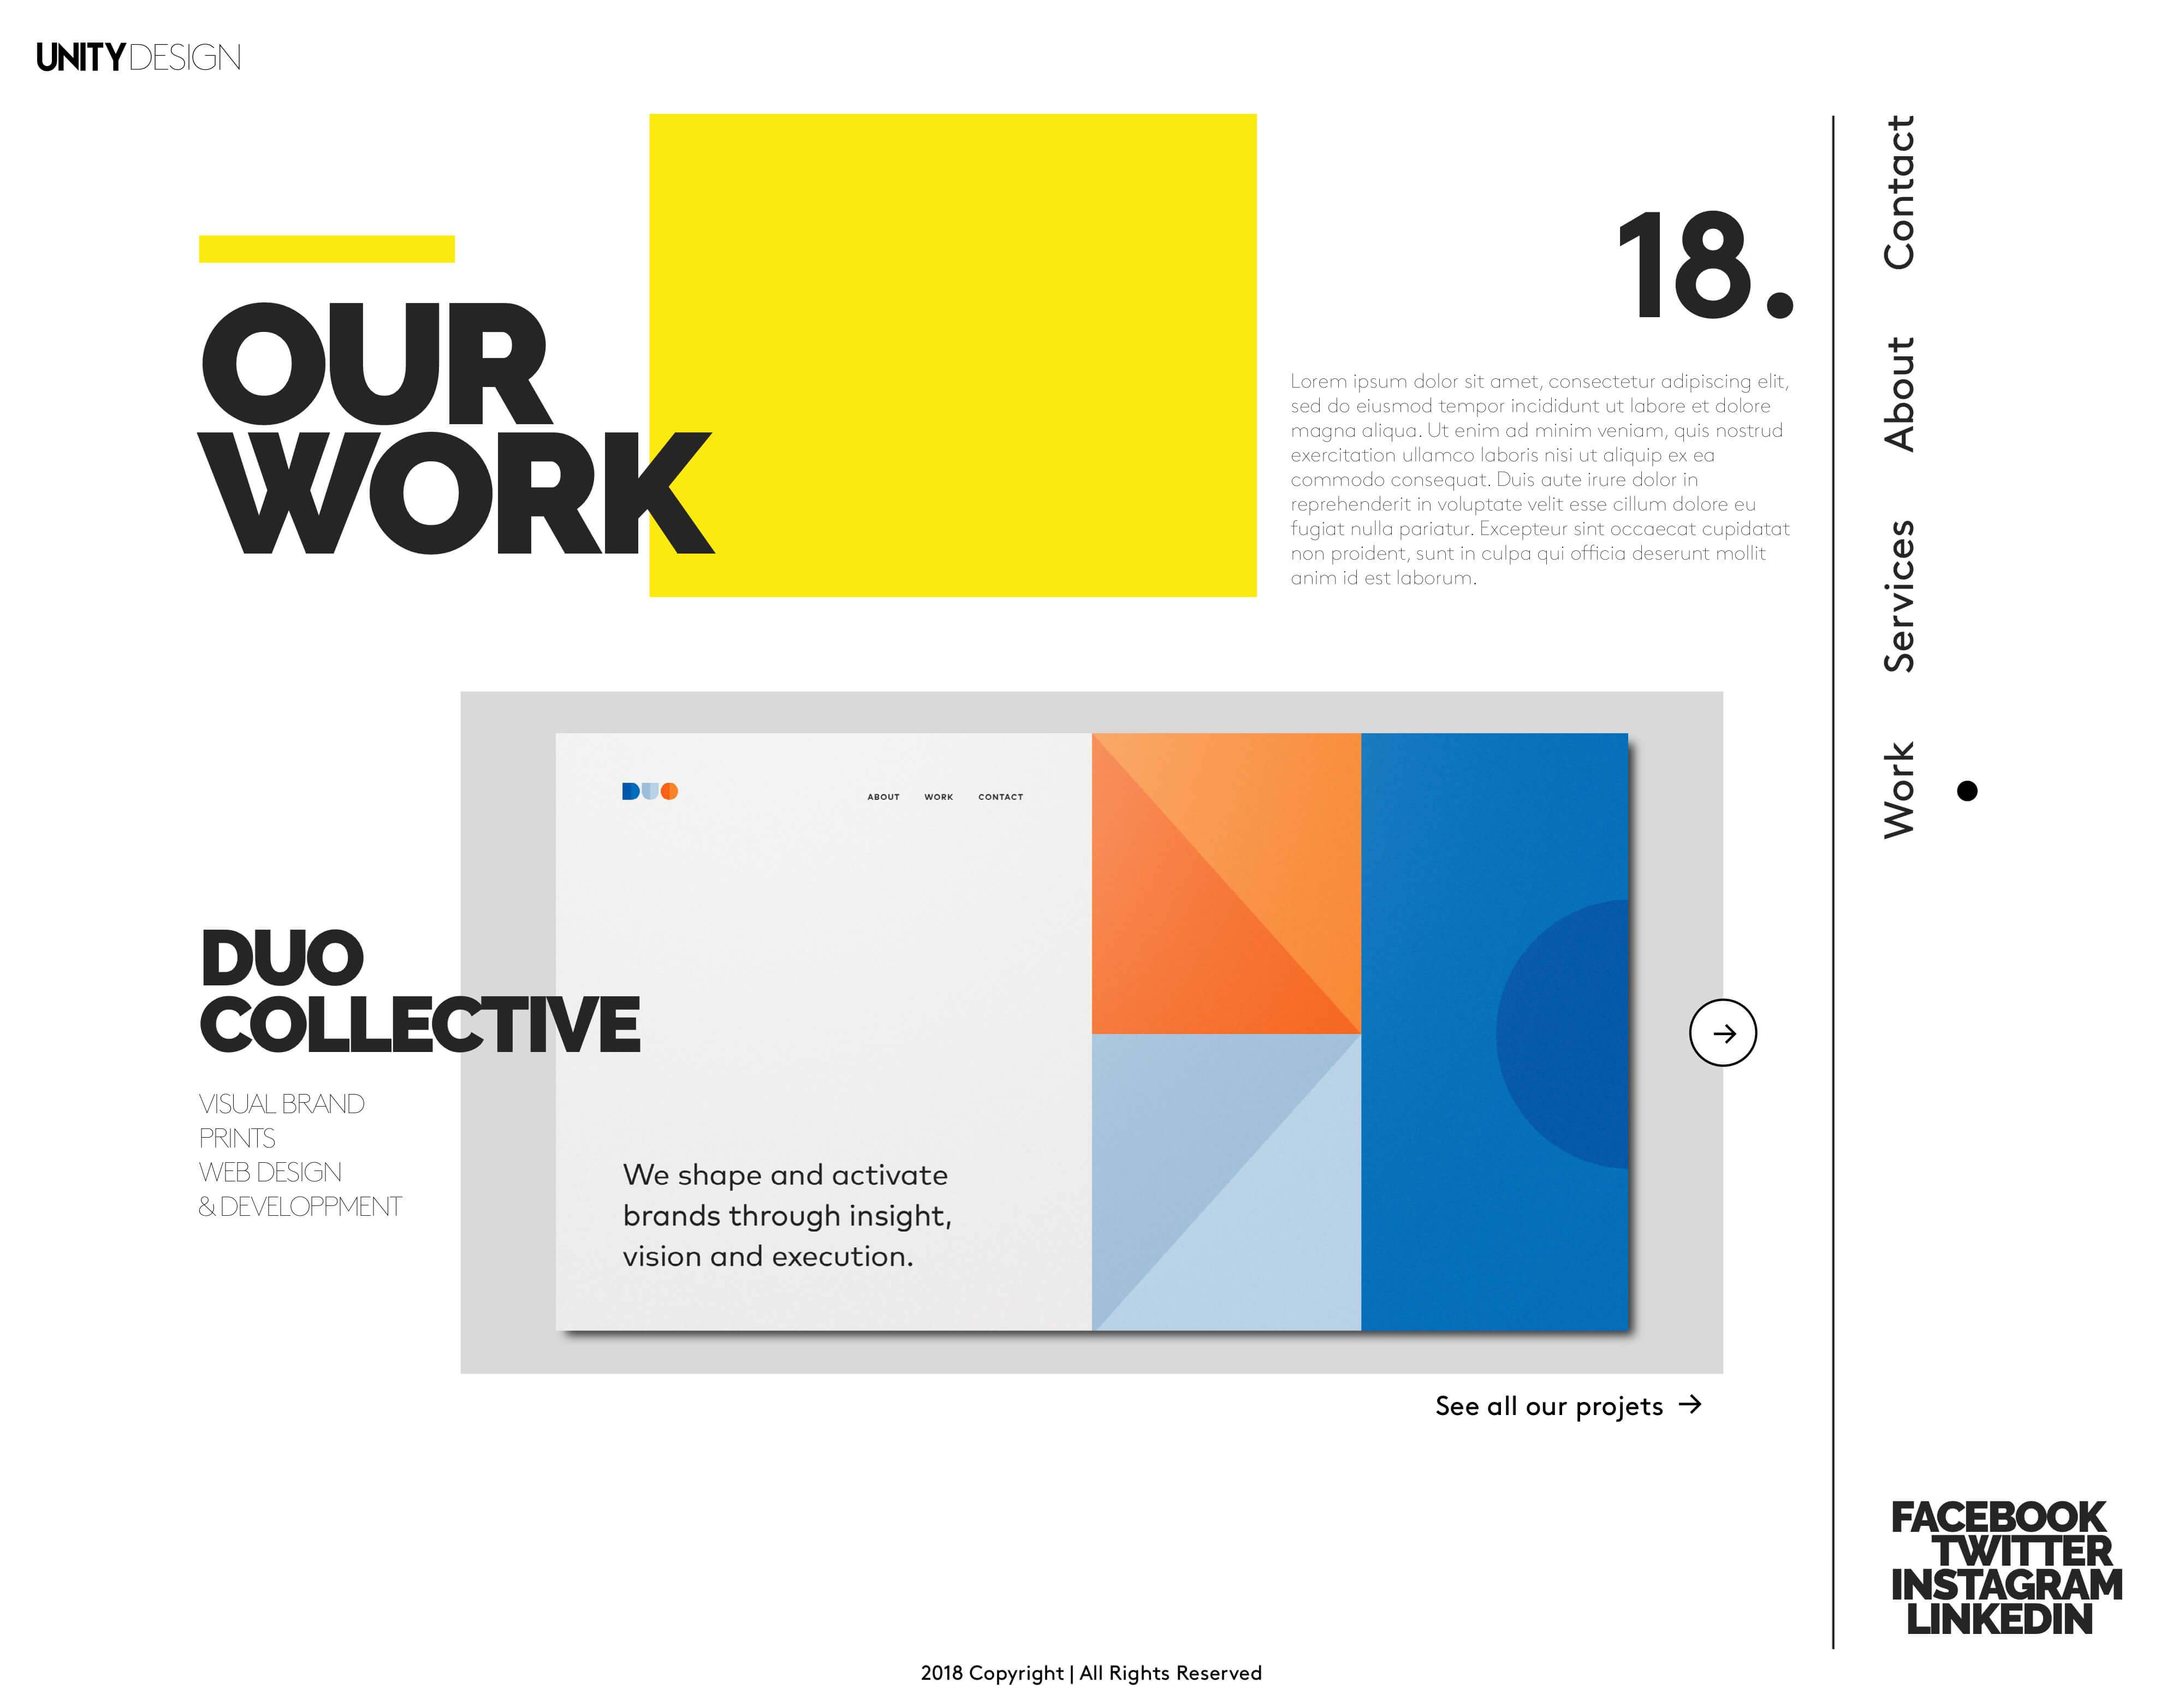 UNITYDESIGN
OUR
WORK
18.
Lorem ipsum dolor sit amet, consectetur adipiscing elit,
sed do eiusmod tempor incididunt ut labore et dolore
magna aliqua. Ut enim ad minim veniam, quis nostrud
exercitation ullamco laboris nisi ut aliquip ex ea
commodo consequat. Duis aute irure dolor in
reprehenderit in voluptate velit esse cillum dolore eu
fugiat nulla pariatur. Excepteur sint occaecat cupidatat
non proident, sunt in culpa qui officia deserunt mollit
anim id est laborum.
Contact
About
Services
Work
DUO
ABOUT WORK CONTACT
DUO
COLLECTIVE
VISUAL BRAND
PRINTS
WEB DESIGN
& DEVELOPPMENT
We shape and activate
brands through insight,
vision and execution.
See all our projets →
FACEBOOK
TWITTER
INSTAGRAM
LINKEDIN
2018 Copyright | All Rights Reserved